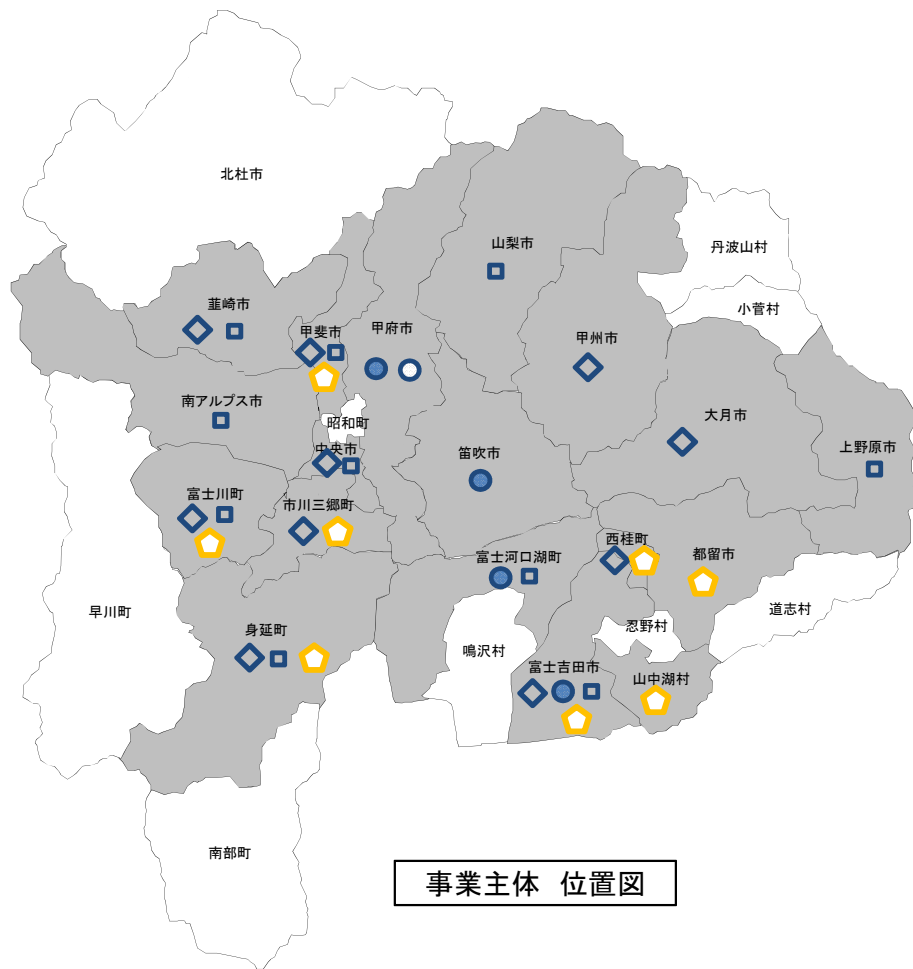 北杜市
山梨市
丹波山村
小菅村
韮崎市
甲斐市
甲府市
甲州市
南アルプス市
昭和町
大月市
中央市
笛吹市
上野原市
富士川町
市川三郷町
西桂町
都留市
富士河口湖町
早川町
道志村
身延町
鳴沢村
忍野村
富士吉田市
山中湖村
南部町
事業主体 位置図